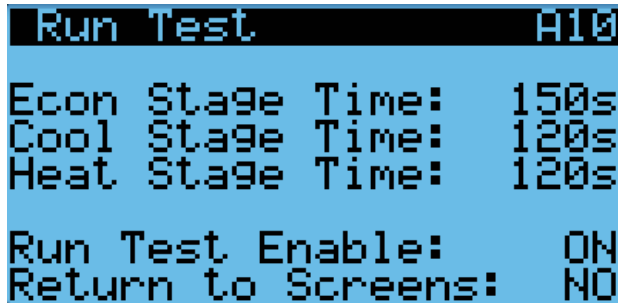 Run Test A10
Econ Stage Time: 150s
Cool Stage Time: 120s
Heat Stage Time: 120s
Run Test Enable: ON
Return to Screens: NO